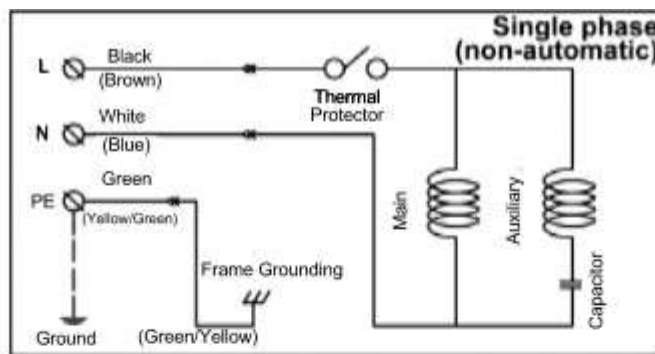 Single phase
(non-automatic)
L
Black
(Brown)
Thermal
Protector
N
White
(Blue)
PE
Green
(Yellow/Green)
Main
Auxiliary
Capacitor
Frame Grounding
Ground
(Green/Yellow)